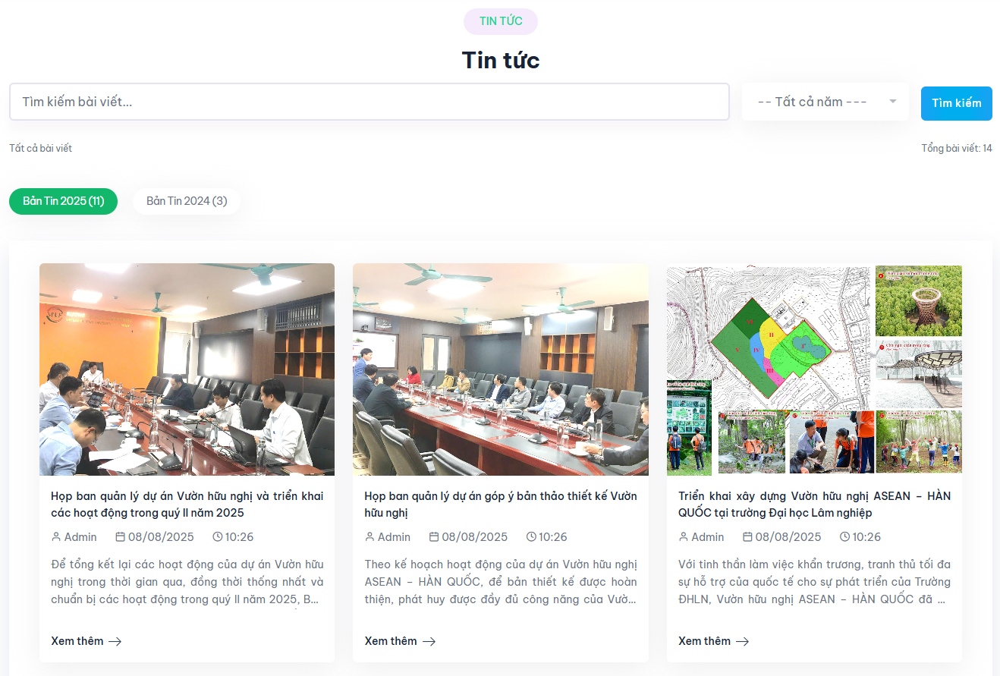 TIN TỨC
Tin tức
Tìm kiếm bài viết...
-- Tất cả năm ---
Tìm kiếm
Tất cả bài viết
Tổng bài viết: 14
Bản Tin 2025 (11)
Bản Tin 2024 (3)
VI
II
V
IV
I
III
Họp ban quản lý dự án Vườn hữu nghị và triển khai
các hoạt động trong quý II năm 2025
Admin 08/08/2025 10:26
Để tổng kết lại các hoạt động của dự án Vườn hữu
nghị trong thời gian qua, đồng thời thống nhất và
chuẩn bị các hoạt động trong quý II năm 2025, B...
Xem thêm
Họp ban quản lý dự án góp ý bản thảo thiết kế Vườn
hữu nghị
Admin 08/08/2025 10:26
Theo kế hoạch hoạt động của dự án Vườn hữu nghị
ASEAN – HÀN QUỐC, để bản thiết kế được hoàn
thiện, phát huy được đầy đủ công năng của Vườ...
Xem thêm
Triển khai xây dựng Vườn hữu nghị ASEAN – HÀN
QUỐC tại trường Đại học Lâm nghiệp
Admin 08/08/2025 10:26
Với tinh thần làm việc khẩn trương, tranh thủ tối đa
sự hỗ trợ của quốc tế cho sự phát triển của Trường
ĐHLN, Vườn hữu nghị ASEAN – HÀN QUỐC đã ...
Xem thêm